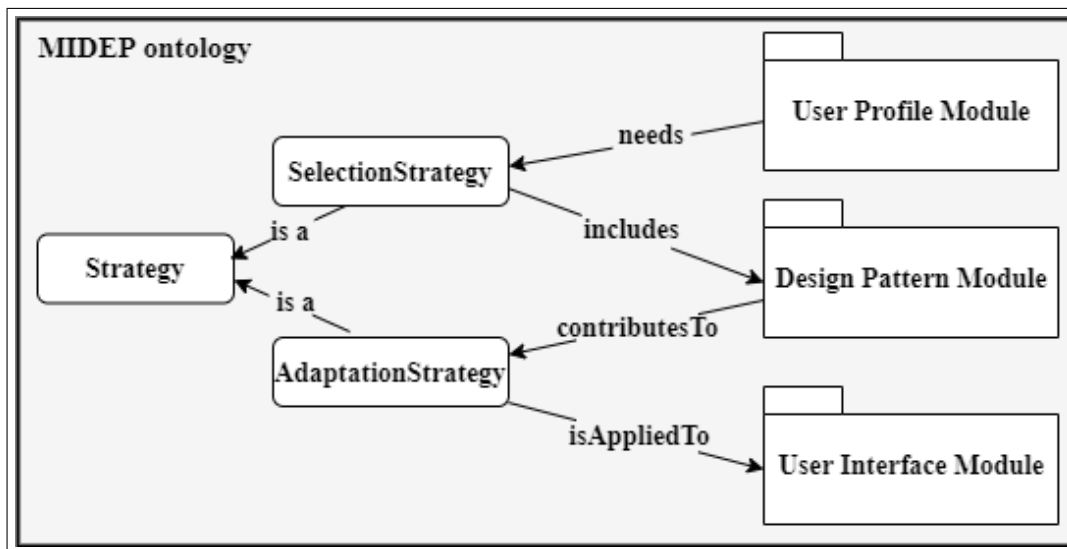 MIDEP ontology
User Profile Module
needs
SelectionStrategy
includes
is a
Strategy
Design Pattern Module
is a
contributesTo
AdaptationStrategy
isAppliedTo
User Interface Module